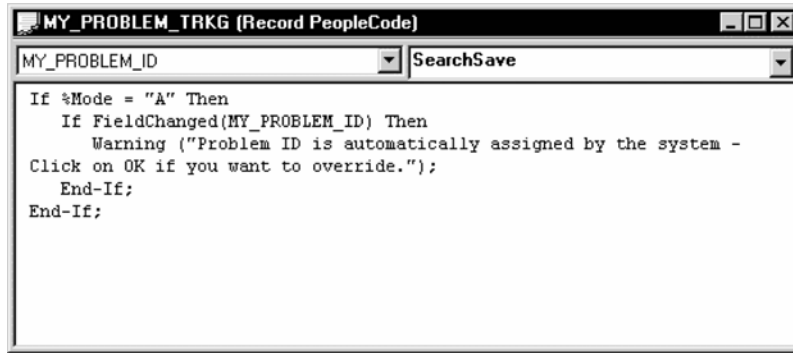 MY_PROBLEM_TRKG (Record PeopleCode)
MY_PROBLEM_ID SearchSave
If %Mode = "A" Then
If FieldChanged(MY_PROBLEM_ID) Then
Warning ("Problem ID is automatically assigned by the system -
Click on OK if you want to override.");
End-If;
End-If;